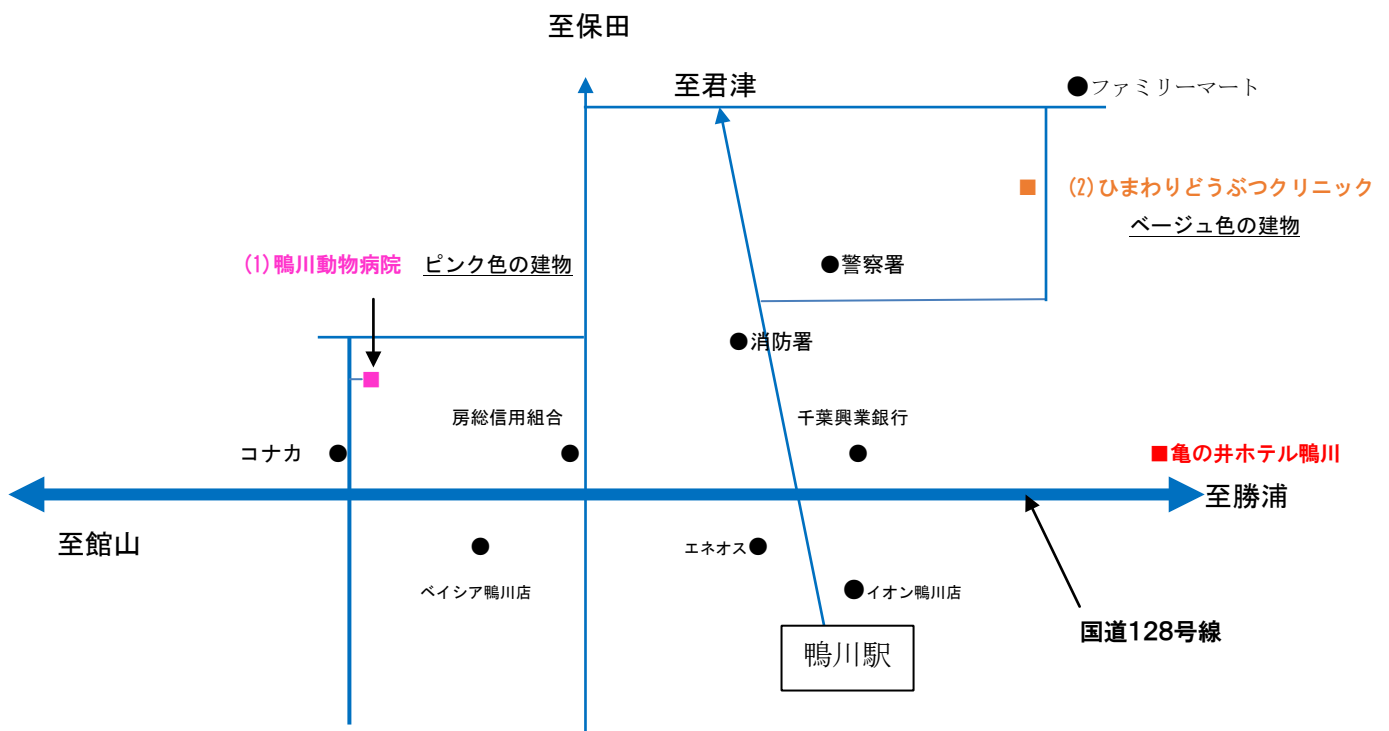 至保田
至君津
●ファミリーマート
(2)ひまわりどうぶつクリニック
ベージュ色の建物
(1)鴨川動物病院 ピンク色の建物
●警察署
●消防署
房総信用組合
千葉興業銀行
コナカ
■亀の井ホテル鴨川
至勝浦
至館山
エネオス
ベイシア鴨川店
イオン鴨川店
国道128号線
鴨川駅